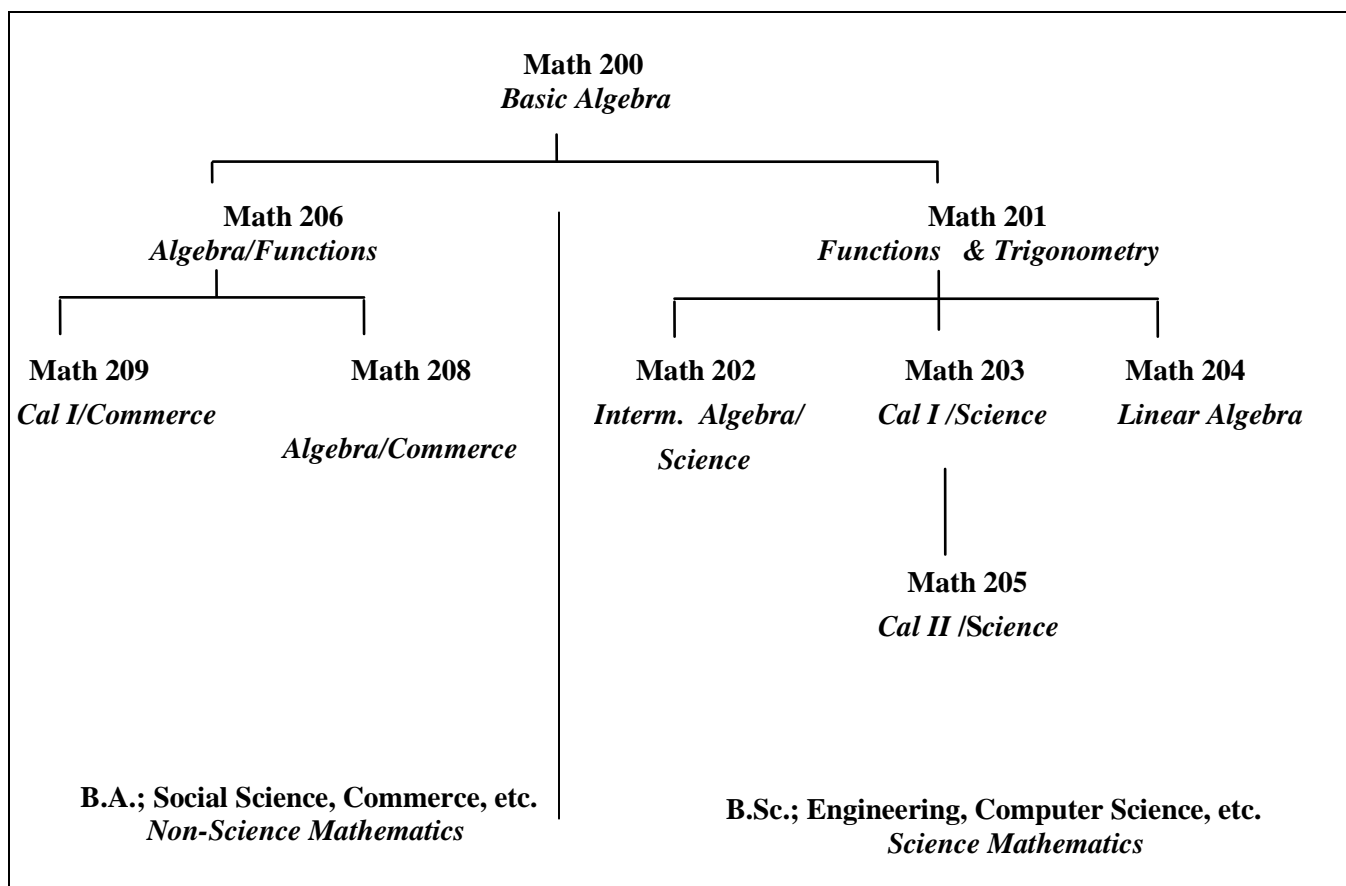 Math 200
Basic Algebra
Math 206
Algebra/Functions
Math 201
Functions & Trigonometry
Math 209
Cal I/Commerce
Math 208
Algebra/Commerce
Math 202
Interm. Algebra/
Science
Math 203
Cal I /Science
Math 204
Linear Algebra
Math 205
Cal II /Science
B.A.; Social Science, Commerce, etc.
Non-Science Mathematics
B.Sc.; Engineering, Computer Science, etc.
Science Mathematics